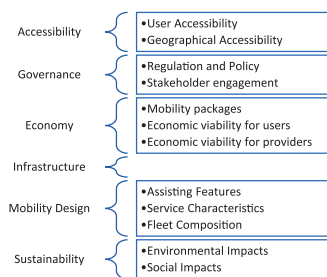 Accessibility
•User Accessibility
•Geographical Accessibility
Governance
•Regulation and Policy
•Stakeholder engagement
Economy
•Mobility packages
•Economic viability for users
•Economic viability for providers
Infrastructure
Mobility Design
•Assisting Features
•Service Characteristics
•Fleet Composition
Sustainability
•Environmental Impacts
•Social Impacts